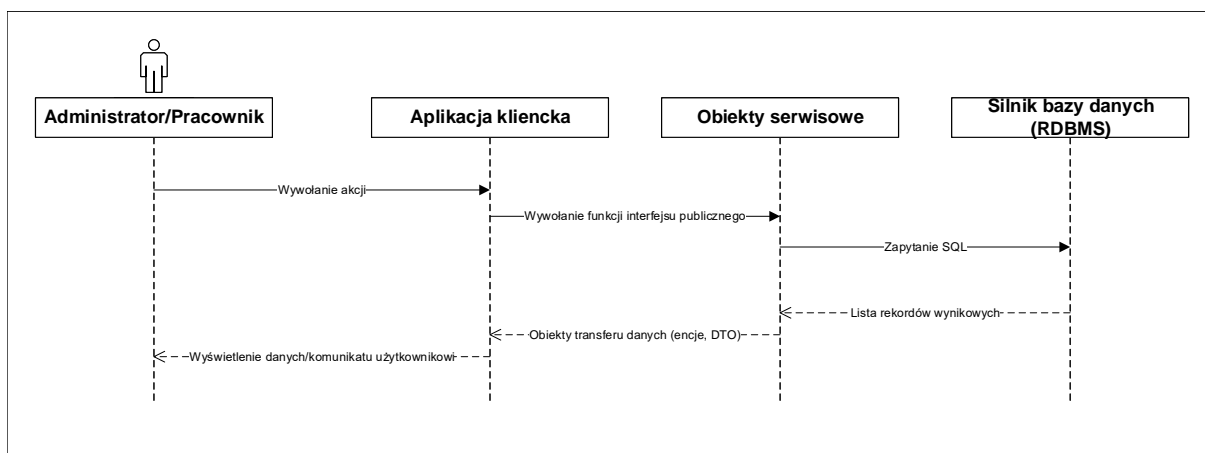 Administrator/Pracownik
Aplikacja kliencka
Obiekty serwisowe
Silnik bazy danych
(RDBMS)
Wywołanie akcji
Wywołanie funkcji interfejsu publicznego
Zapytanie SQL
Lista rekordów wynikowych
Obiekty transferu danych (encje, DTO)
Wyświetlenie danych/komunikatu użytkownikowi